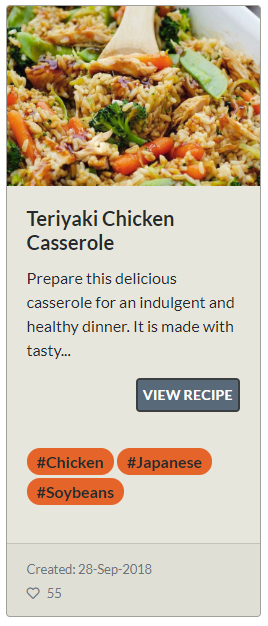 Teriyaki Chicken
Casserole
Prepare this delicious
casserole for an indulgent and
healthy dinner. It is made with
tasty...
VIEW RECIPE
#Chicken #Japanese
#Soybeans
Created: 28-Sep-2018
55